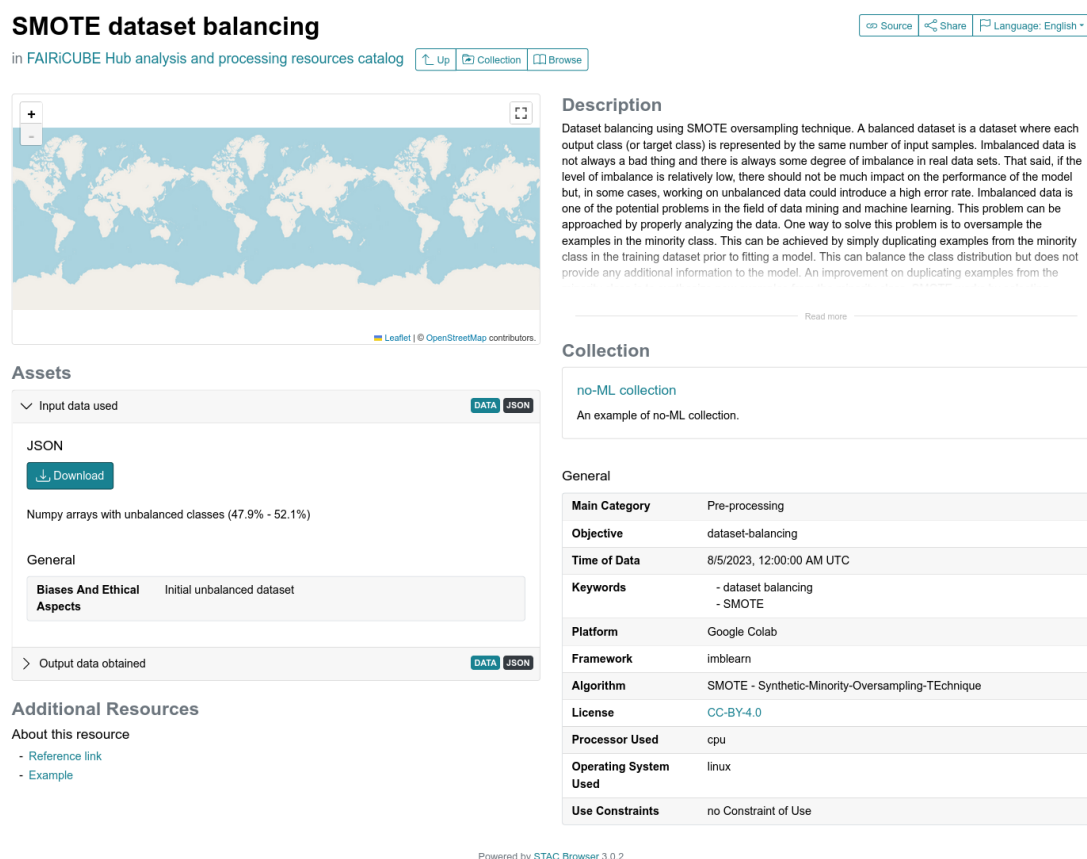 SMOTE dataset balancing
Source Share Language: English
in FAIRiCUBE Hub analysis and processing resources catalog Up Collection Browse
+
-
Leaflet | © OpenStreetMap contributors.
Assets
Input data used DATA JSON
JSON
Download
Numpy arrays with unbalanced classes (47.9% - 52.1%)
General
Biases And Ethical Initial unbalanced dataset
Aspects
Output data obtained DATA JSON
Additional Resources
About this resource
- Reference link
- Example
Description
Dataset balancing using SMOTE oversampling technique. A balanced dataset is a dataset where each
output class (or target class) is represented by the same number of input samples. Imbalanced data is
not always a bad thing and there is always some degree of imbalance in real data sets. That said, if the
level of imbalance is relatively low, there should not be much impact on the performance of the model
but, in some cases, working on unbalanced data could introduce a high error rate. Imbalanced data is
one of the potential problems in the field of data mining and machine learning. This problem can be
approached by properly analyzing the data. One way to solve this problem is to oversample the
examples in the minority class. This can be achieved by simply duplicating examples from the minority
class in the training dataset prior to fitting a model. This can balance the class distribution but does not
provide any additional information to the model. An improvement on duplicating examples from the
Read more
Collection
no-ML collection
An example of no-ML collection.
General
Main Category Pre-processing
Objective dataset-balancing
Time of Data 8/5/2023, 12:00:00 AM UTC
Keywords - dataset balancing
- SMOTE
Platform Google Colab
Framework imblearn
Algorithm SMOTE - Synthetic-Minority-Oversampling-TEchnique
License CC-BY-4.0
Processor Used cpu
Operating System linux
Used
Use Constraints no Constraint of Use
Powered by STAC Browser 3.0.2